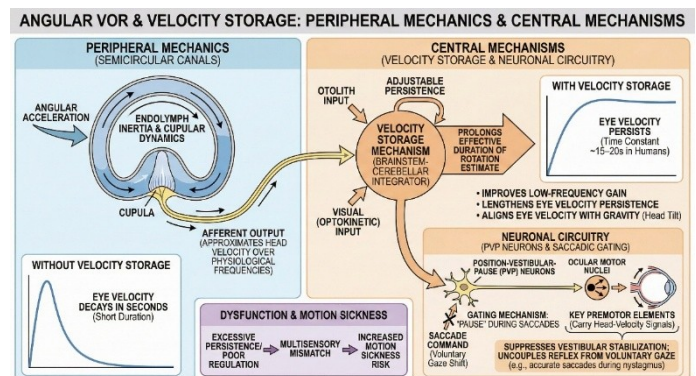 ANGULAR VOR & VELOCITY STORAGE: PERIPHERAL MECHANICS & CENTRAL MECHANISMS
PERIPHERAL MECHANICS
(SEMICIRCULAR CANALS)
ANGULAR
ACCELERATION
ENDOLYMPH
INERTIA & CUPULAR
DYNAMICS
CUPULA
AFFERENT OUTPUT
(APPROXIMATES HEAD
VELOCITY OVER
PHYSIOLOGICAL
FREQUENCIES)
WITHOUT VELOCITY STORAGE
EYE VELOCITY
DECAYS IN SECONDS
(Short Duration)
CENTRAL MECHANISMS
(VELOCITY STORAGE & NEURONAL CIRCUITRY)
OTOLITH
INPUT
ADJUSTABLE
PERSISTENCE
VELOCITY
STORAGE
MECHANISM
(BRAINSTEM-
CEREBELLAR
INTEGRATOR)
PROLONGS
EFFECTIVE
DURATION OF
ROTATION
ESTIMATE
VISUAL
(OPTOKINETIC)
INPUT
WITH VELOCITY STORAGE
EYE VELOCITY
PERSISTS
(Time Constant
~15–20s in Humans)
• IMPROVES LOW-FREQUENCY GAIN
• LENGTHENS EYE VELOCITY PERSISTENCE
• ALIGNS EYE VELOCITY WITH GRAVITY (Head Tilt)
NEURONAL CIRCUITRY
(PVP NEURONS & SACCADIC GATING)
POSITION-VESTIBULAR-
PAUSE (PVP) NEURONS
OCULAR MOTOR
NUCLEI
GATING MECHANISM:
"PAUSE" DURING SACCADES
KEY PREMOTOR ELEMENTS
(Carry Head-Velocity Signals)
SACCADE
COMMAND
(Voluntary
Gaze Shift)
SUPPRESSES VESTIBULAR STABILIZATION;
UNCOUPLES REFLEX FROM VOLUNTARY GAZE
(e.g., accurate saccades during nystagmus)
DYSFUNCTION & MOTION SICKNESS
EXCESSIVE
PERSISTENCE/
POOR
REGULATION
MULTISENSORY
MISMATCH
INCREASED
MOTION
SICKNESS
RISK